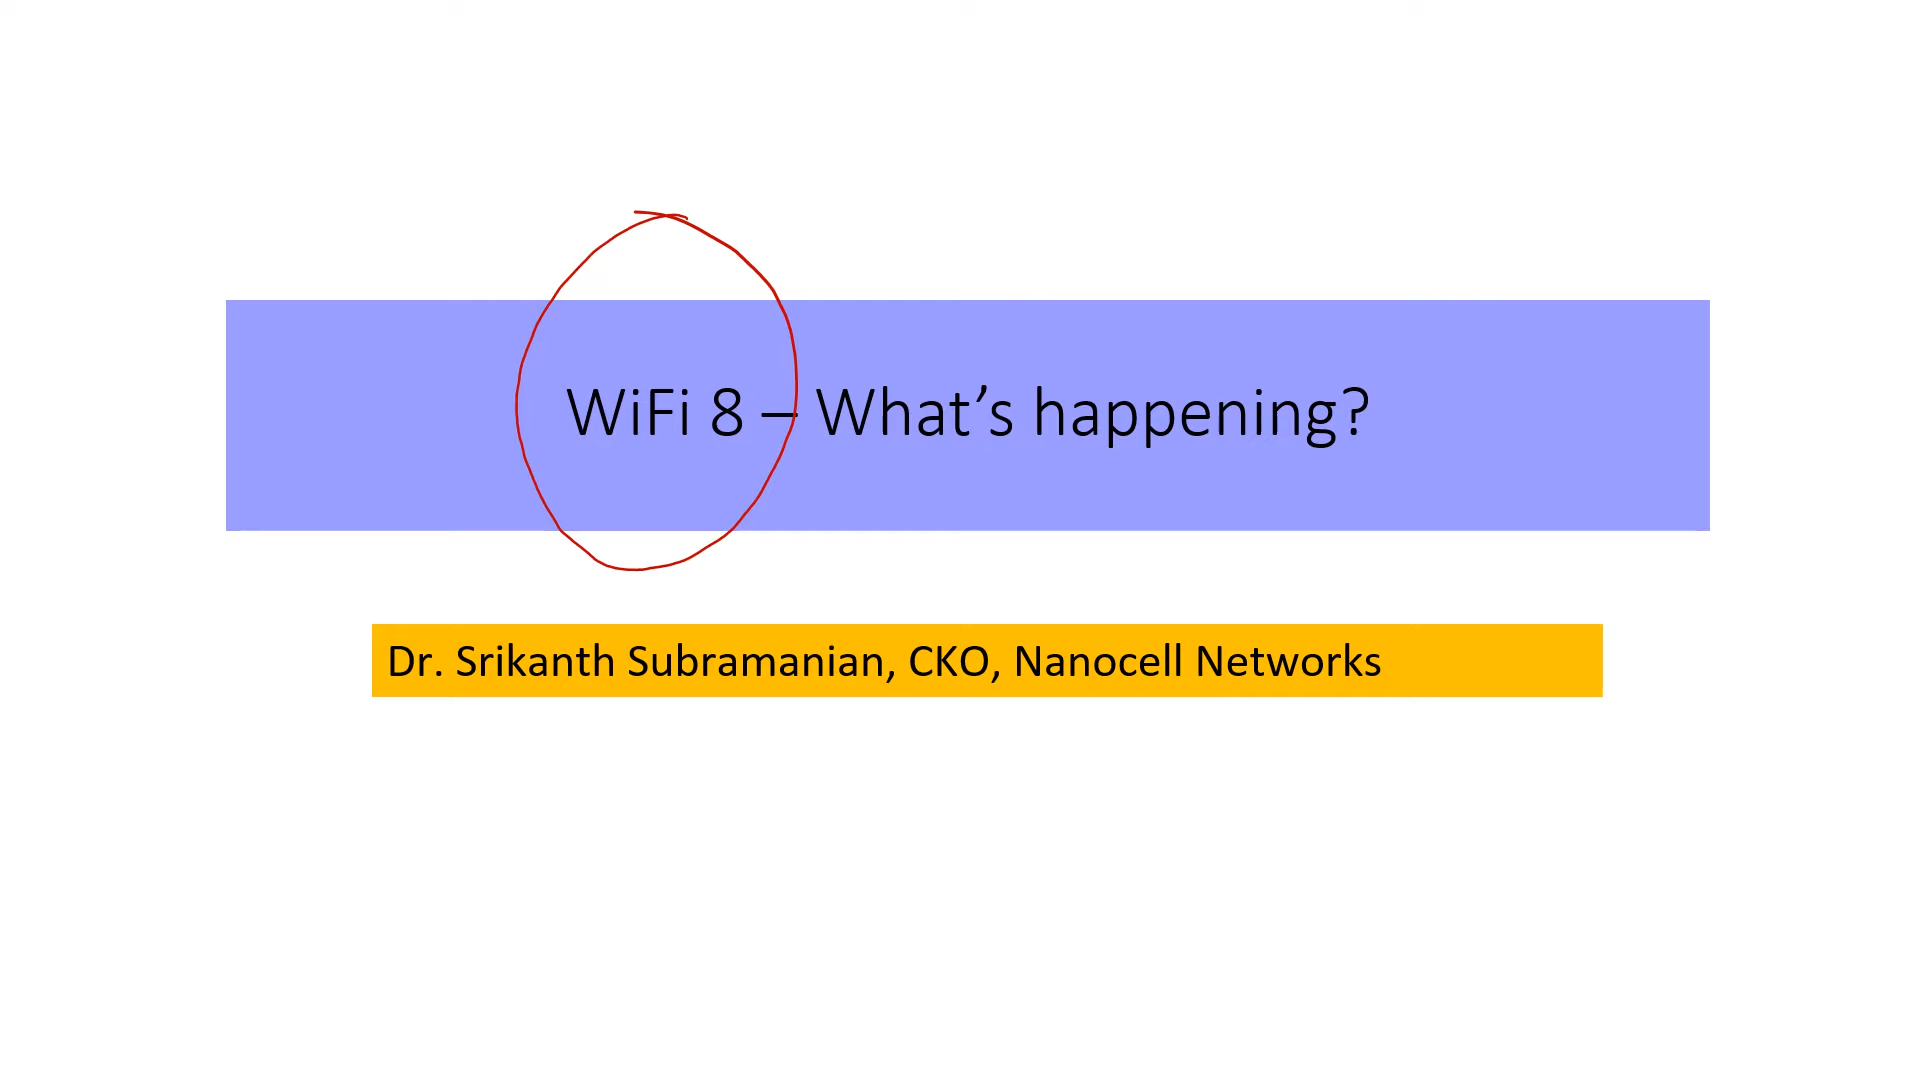 WiFi 8 – What’s happening?
Dr. Srikanth Subramanian, CKO, Nanocell Networks